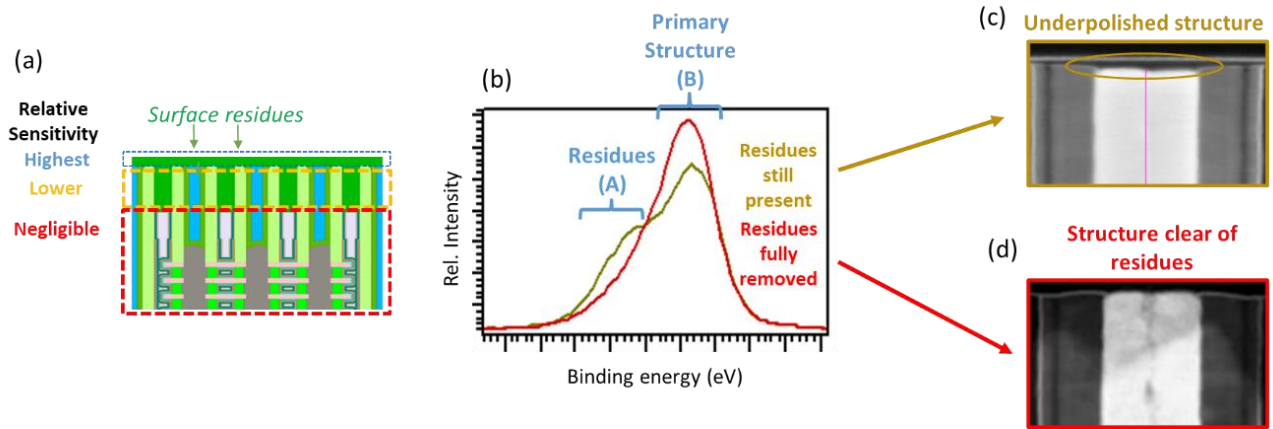 (a)
Relative
Sensitivity
Highest
Lower
Negligible
Surface residues
(b)
Primary
Structure
(B)
Residues
(A)
Residues
still
present
Residues
fully
removed
Rel. Intensity
Binding energy (eV)
(c)
Underpolished structure
(d)
Structure clear of
residues